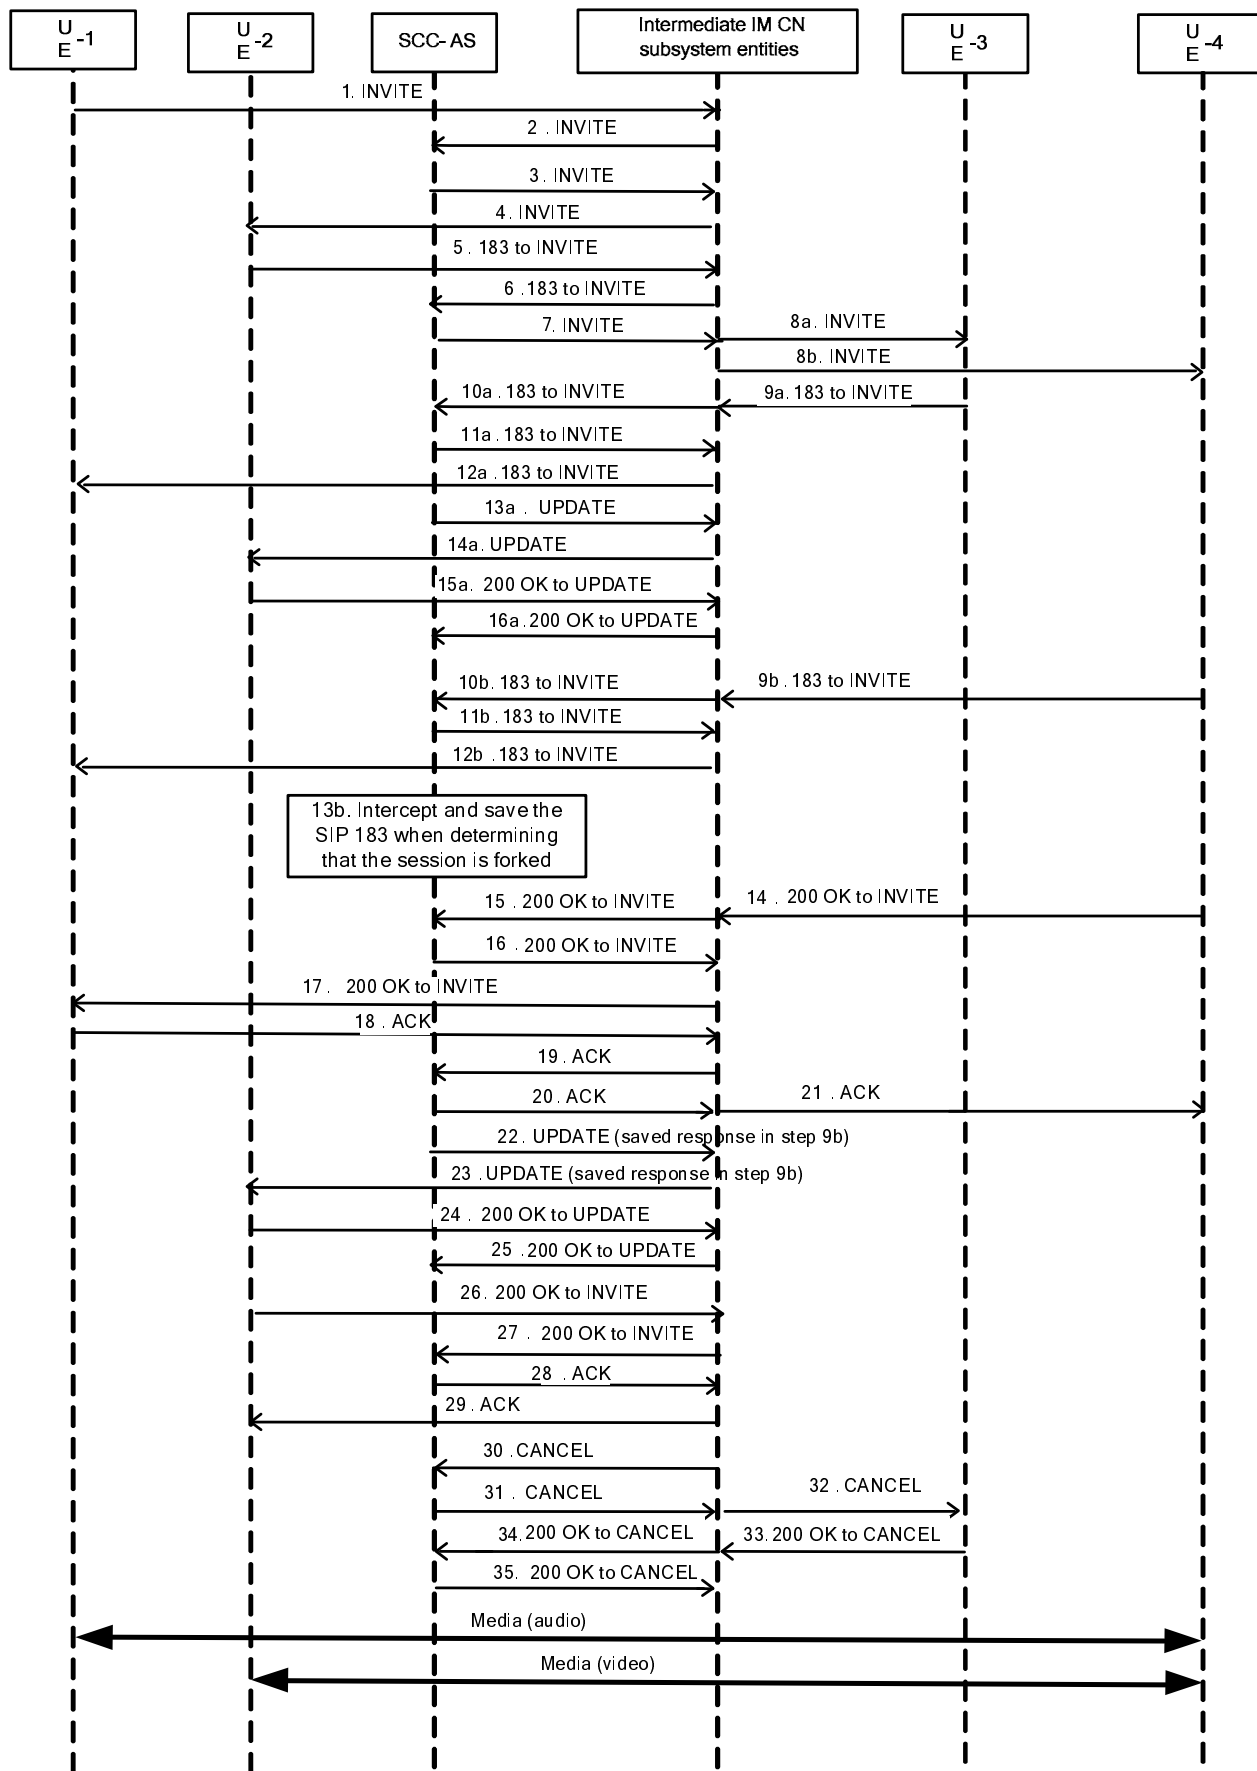 U
E -1
U
E -2
SCC-AS
Intermediate IM CN
subsystem entities
U
E -3
U
E -4
1. INVITE
2 . INVITE
3. INVITE
4. INVITE
5 . 183 to INVITE
6 .183 to INVITE
7. INVITE
8a. INVITE
8b. INVITE
10a . 183 to INVITE
9a. 183 to INVITE
11a . 183 to INVITE
12a .183 to INVITE
13a . UPDATE
14a. UPDATE
15a. 200 OK to UPDATE
16a. 200 OK to UPDATE
10b. 183 to INVITE
9b . 183 to INVITE
11b . 183 to INVITE
12b . 183 to INVITE
13b. Intercept and save the
SIP 183 when determining
that the session is forked
15 . 200 OK to INVITE
14 . 200 OK to INVITE
16 . 200 OK to INVITE
17 . 200 OK to INVITE
18 . ACK
19 . ACK
20 . ACK
21 . ACK
22. UPDATE (saved response in step 9b)
23 . UPDATE (saved response in step 9b)
24 . 200 OK to UPDATE
25 . 200 OK to UPDATE
26. 200 OK to INVITE
27 . 200 OK to INVITE
28 . ACK
29 . ACK
30 . CANCEL
31 . CANCEL
32 . CANCEL
34. 200 OK to CANCEL
33. 200 OK to CANCEL
35. 200 OK to CANCEL
Media (audio)
Media (video)